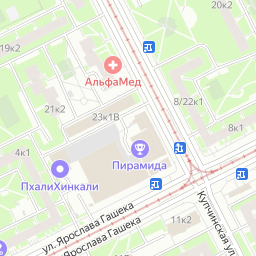 20к2
19к2
АльфаМед
21к2
8/22к1
23к1В
8к1
4к1
Пирамида
ПхалиХинкали
ул. Ярослава Гашека
Ярослава Гашека
11к2
Купчинская ул